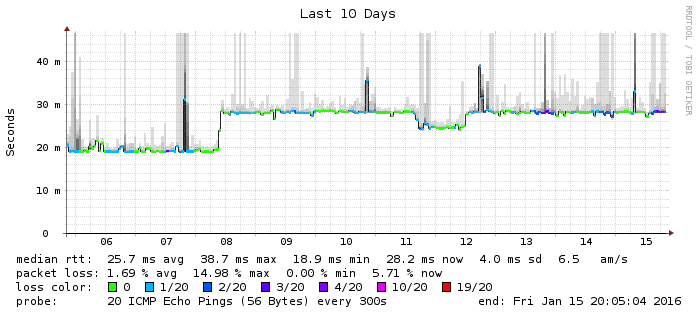 Last 10 Days
RRDTOOL / TOBI OETIKER
Seconds
40 m
30 m
20 m
10 m
0
06 07 08 09 10 11 12 13 14 15
median rtt: 25.7 ms avg 38.7 ms max 18.9 ms min 28.2 ms now 4.0 ms sd 6.5 am/s
packet loss: 1.69 % avg 14.98 % max 0.00 % min 5.71 % now
loss color: 0 1/20 2/20 3/20 4/20 10/20 19/20
probe: 20 ICMP Echo Pings (56 Bytes) every 300s end: Fri Jan 15 20:05:04 2016